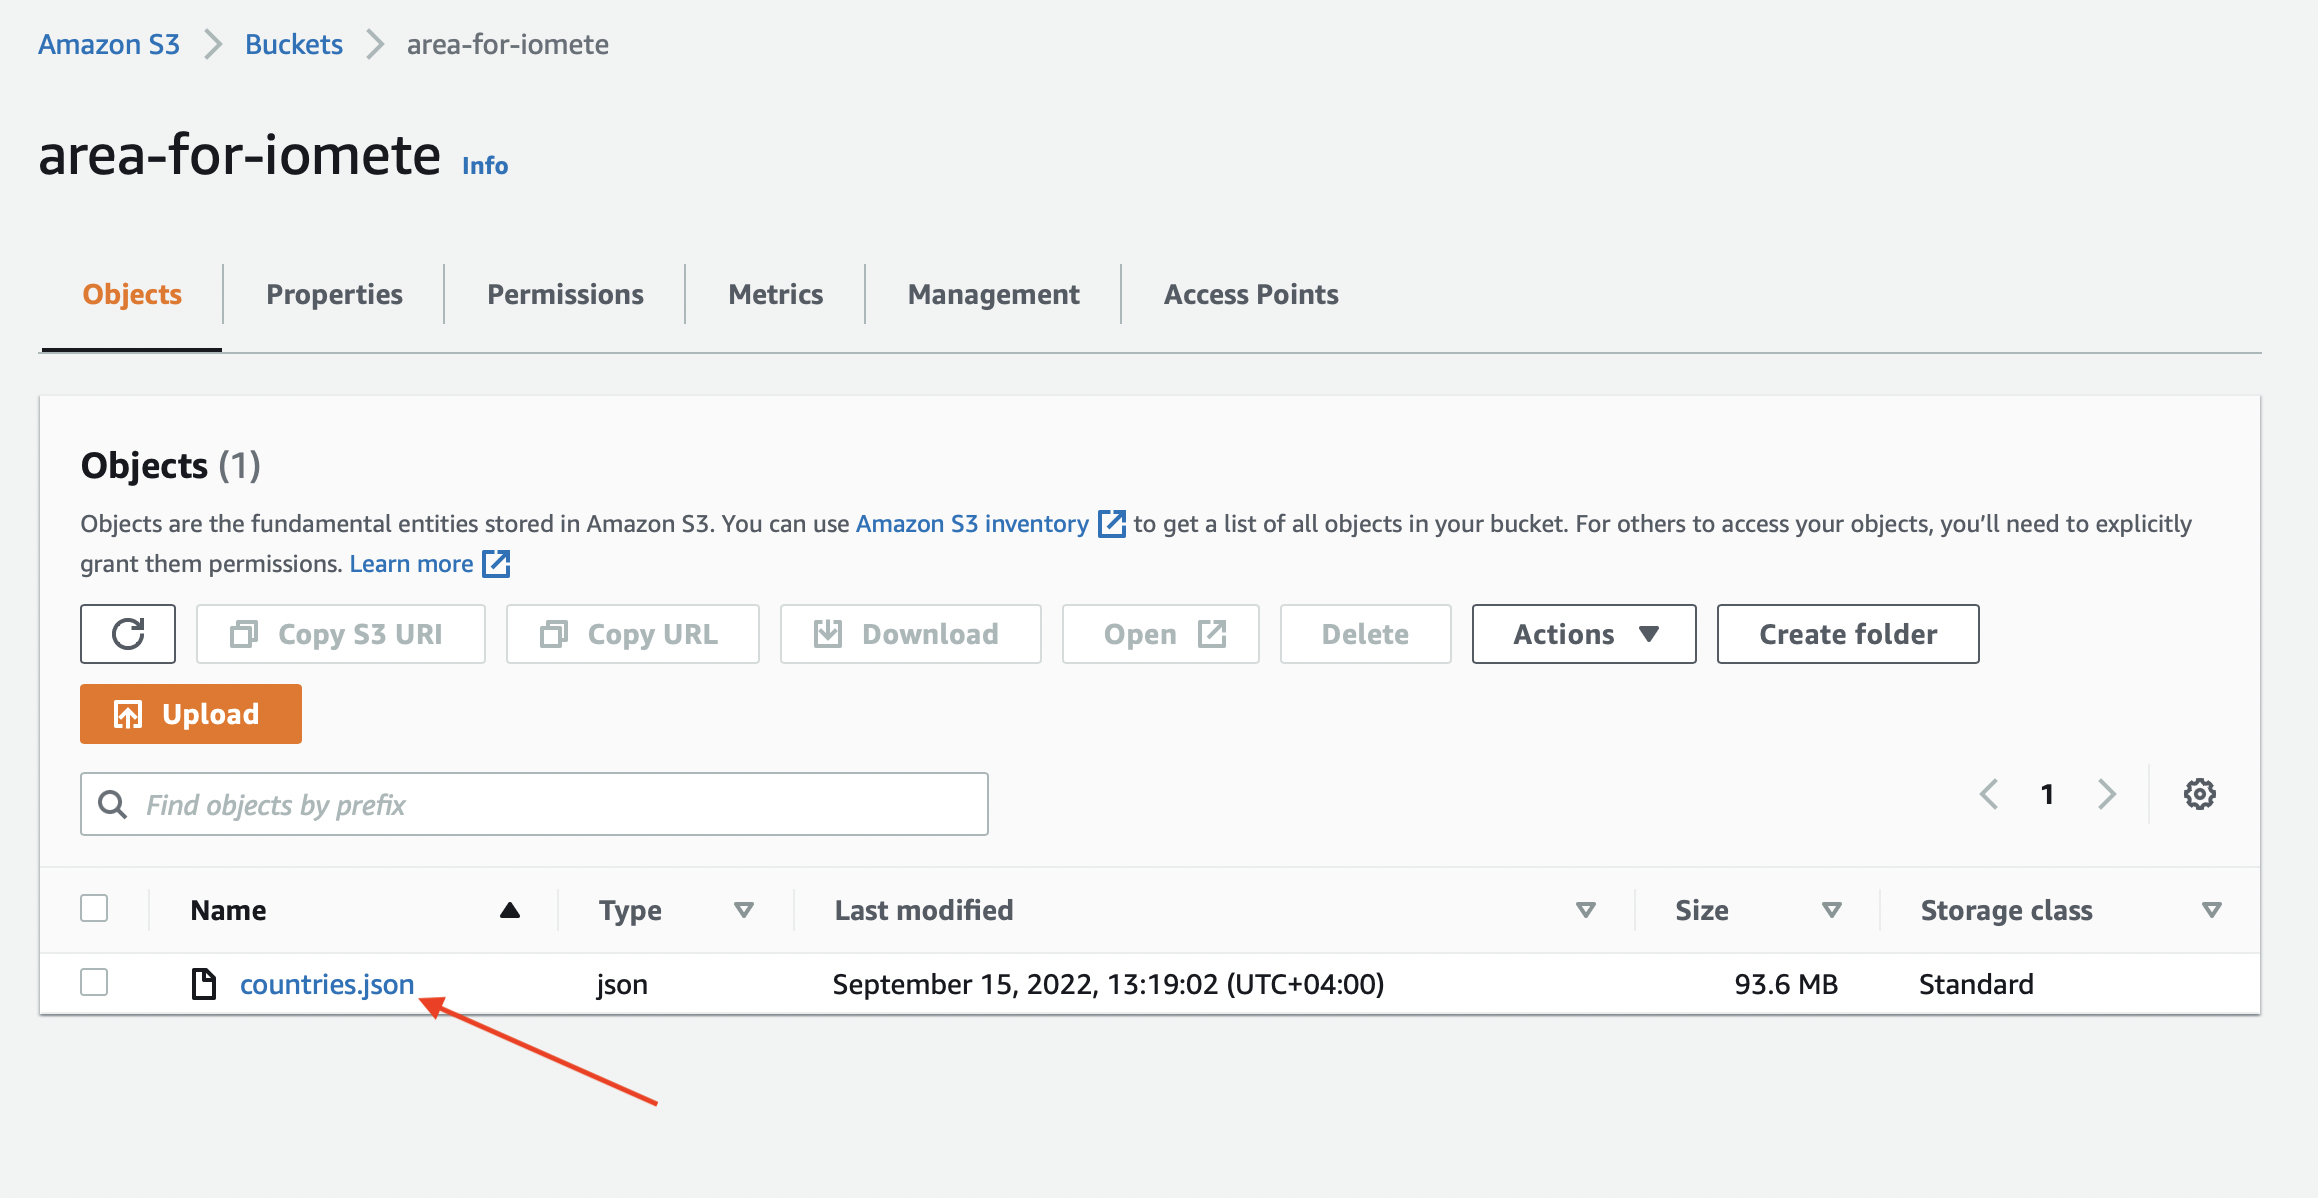 Amazon S3 Buckets area-for-iomete
area-for-iomete Info
Objects Properties Permissions Metrics Management Access Points
Objects (1)
Objects are the fundamental entities stored in Amazon S3. You can use Amazon S3 inventory to get a list of all objects in your bucket. For others to access your objects, you’ll need to explicitly
grant them permissions. Learn more
Copy S3 URI Copy URL Download Open Delete Actions Create folder
Upload
Find objects by prefix 1
Name Type Last modified Size Storage class
countries.json json September 15, 2022, 13:19:02 (UTC+04:00) 93.6 MB Standard